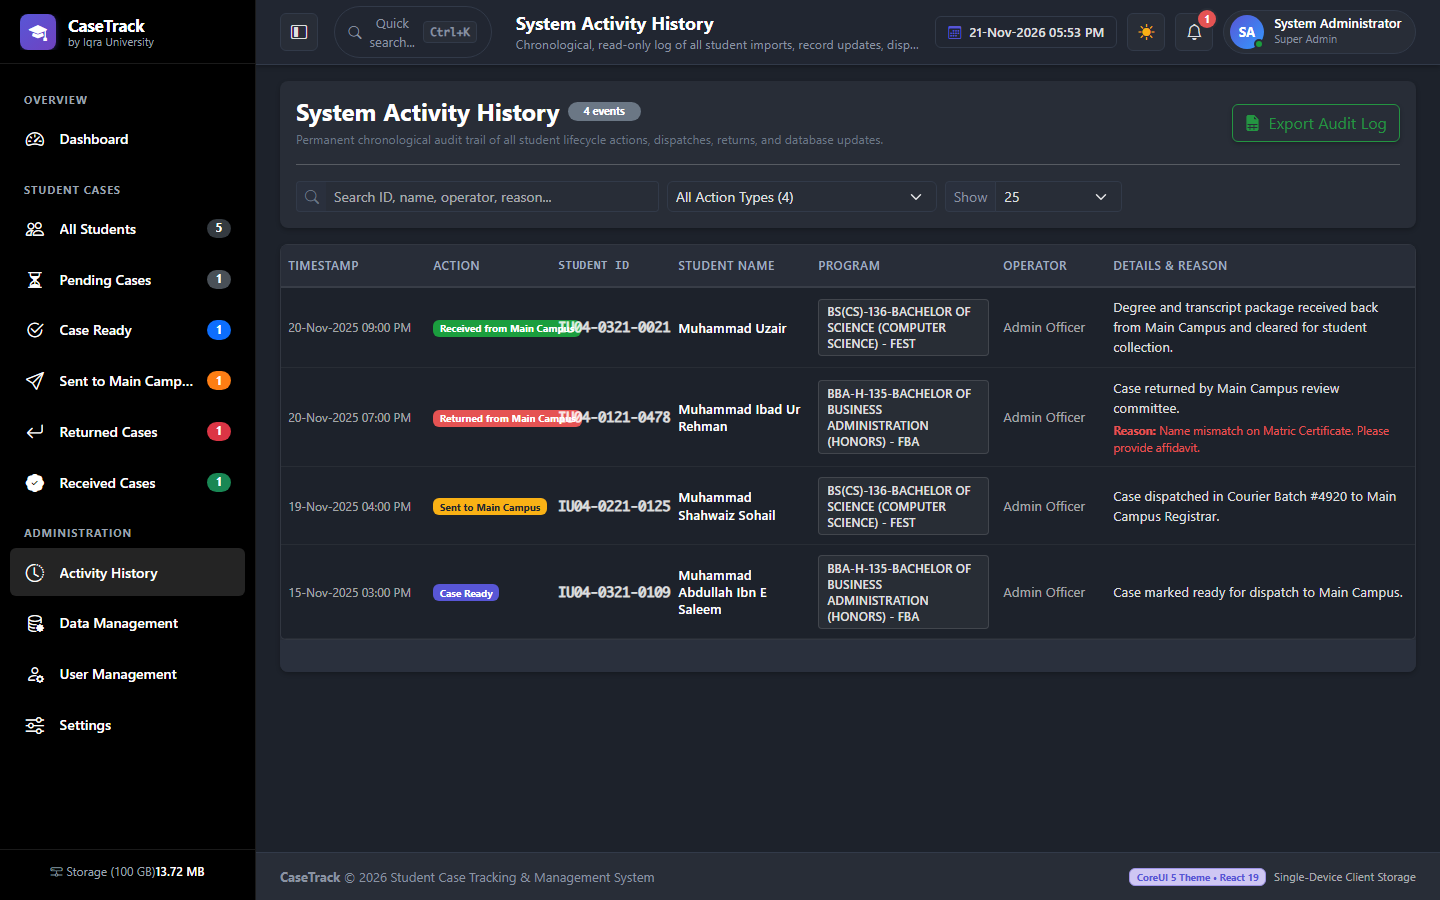 CaseTrack
by Iqra University
Quick search...
Ctrl+K
System Activity History
Chronological, read-only log of all student imports, record updates, disp...
21-Nov-2026 05:53 PM
1
SA
System Administrator
Super Admin
OVERVIEW
Dashboard
STUDENT CASES
All Students 5
Pending Cases 1
Case Ready 1
Sent to Main Camp... 1
Returned Cases 1
Received Cases 1
ADMINISTRATION
Activity History
Data Management
User Management
Settings
Storage (100 GB)13.72 MB
System Activity History 4 events
Permanent chronological audit trail of all student lifecycle actions, dispatches, returns, and database updates.
Export Audit Log
Search ID, name, operator, reason...
All Action Types (4)
Show 25
TIMESTAMP ACTION STUDENT ID STUDENT NAME PROGRAM OPERATOR DETAILS & REASON
20-Nov-2025 09:00 PM
Received from Main Campus
IU04-0321-0021
Muhammad Uzair
BS(CS)-136-BACHELOR OF
SCIENCE (COMPUTER
SCIENCE) - FEST
Admin Officer
Degree and transcript package received back
from Main Campus and cleared for student
collection.
20-Nov-2025 07:00 PM
Returned from Main Campus
IU04-0121-0478
Muhammad Ibad Ur
Rehman
BBA-H-135-BACHELOR OF
BUSINESS
ADMINISTRATION
(HONORS) - FBA
Admin Officer
Case returned by Main Campus review
committee.
Reason: Name mismatch on Matric Certificate. Please
provide affidavit.
19-Nov-2025 04:00 PM
Sent to Main Campus
IU04-0221-0125
Muhammad
Shahwaiz Sohail
BS(CS)-136-BACHELOR OF
SCIENCE (COMPUTER
SCIENCE) - FEST
Admin Officer
Case dispatched in Courier Batch #4920 to Main
Campus Registrar.
15-Nov-2025 03:00 PM
Case Ready
IU04-0321-0109
Muhammad
Abdullah Ibn E
Saleem
BBA-H-135-BACHELOR OF
BUSINESS
ADMINISTRATION
(HONORS) - FBA
Admin Officer
Case marked ready for dispatch to Main Campus.
CaseTrack © 2026 Student Case Tracking & Management System
CoreUI 5 Theme • React 19
Single-Device Client Storage